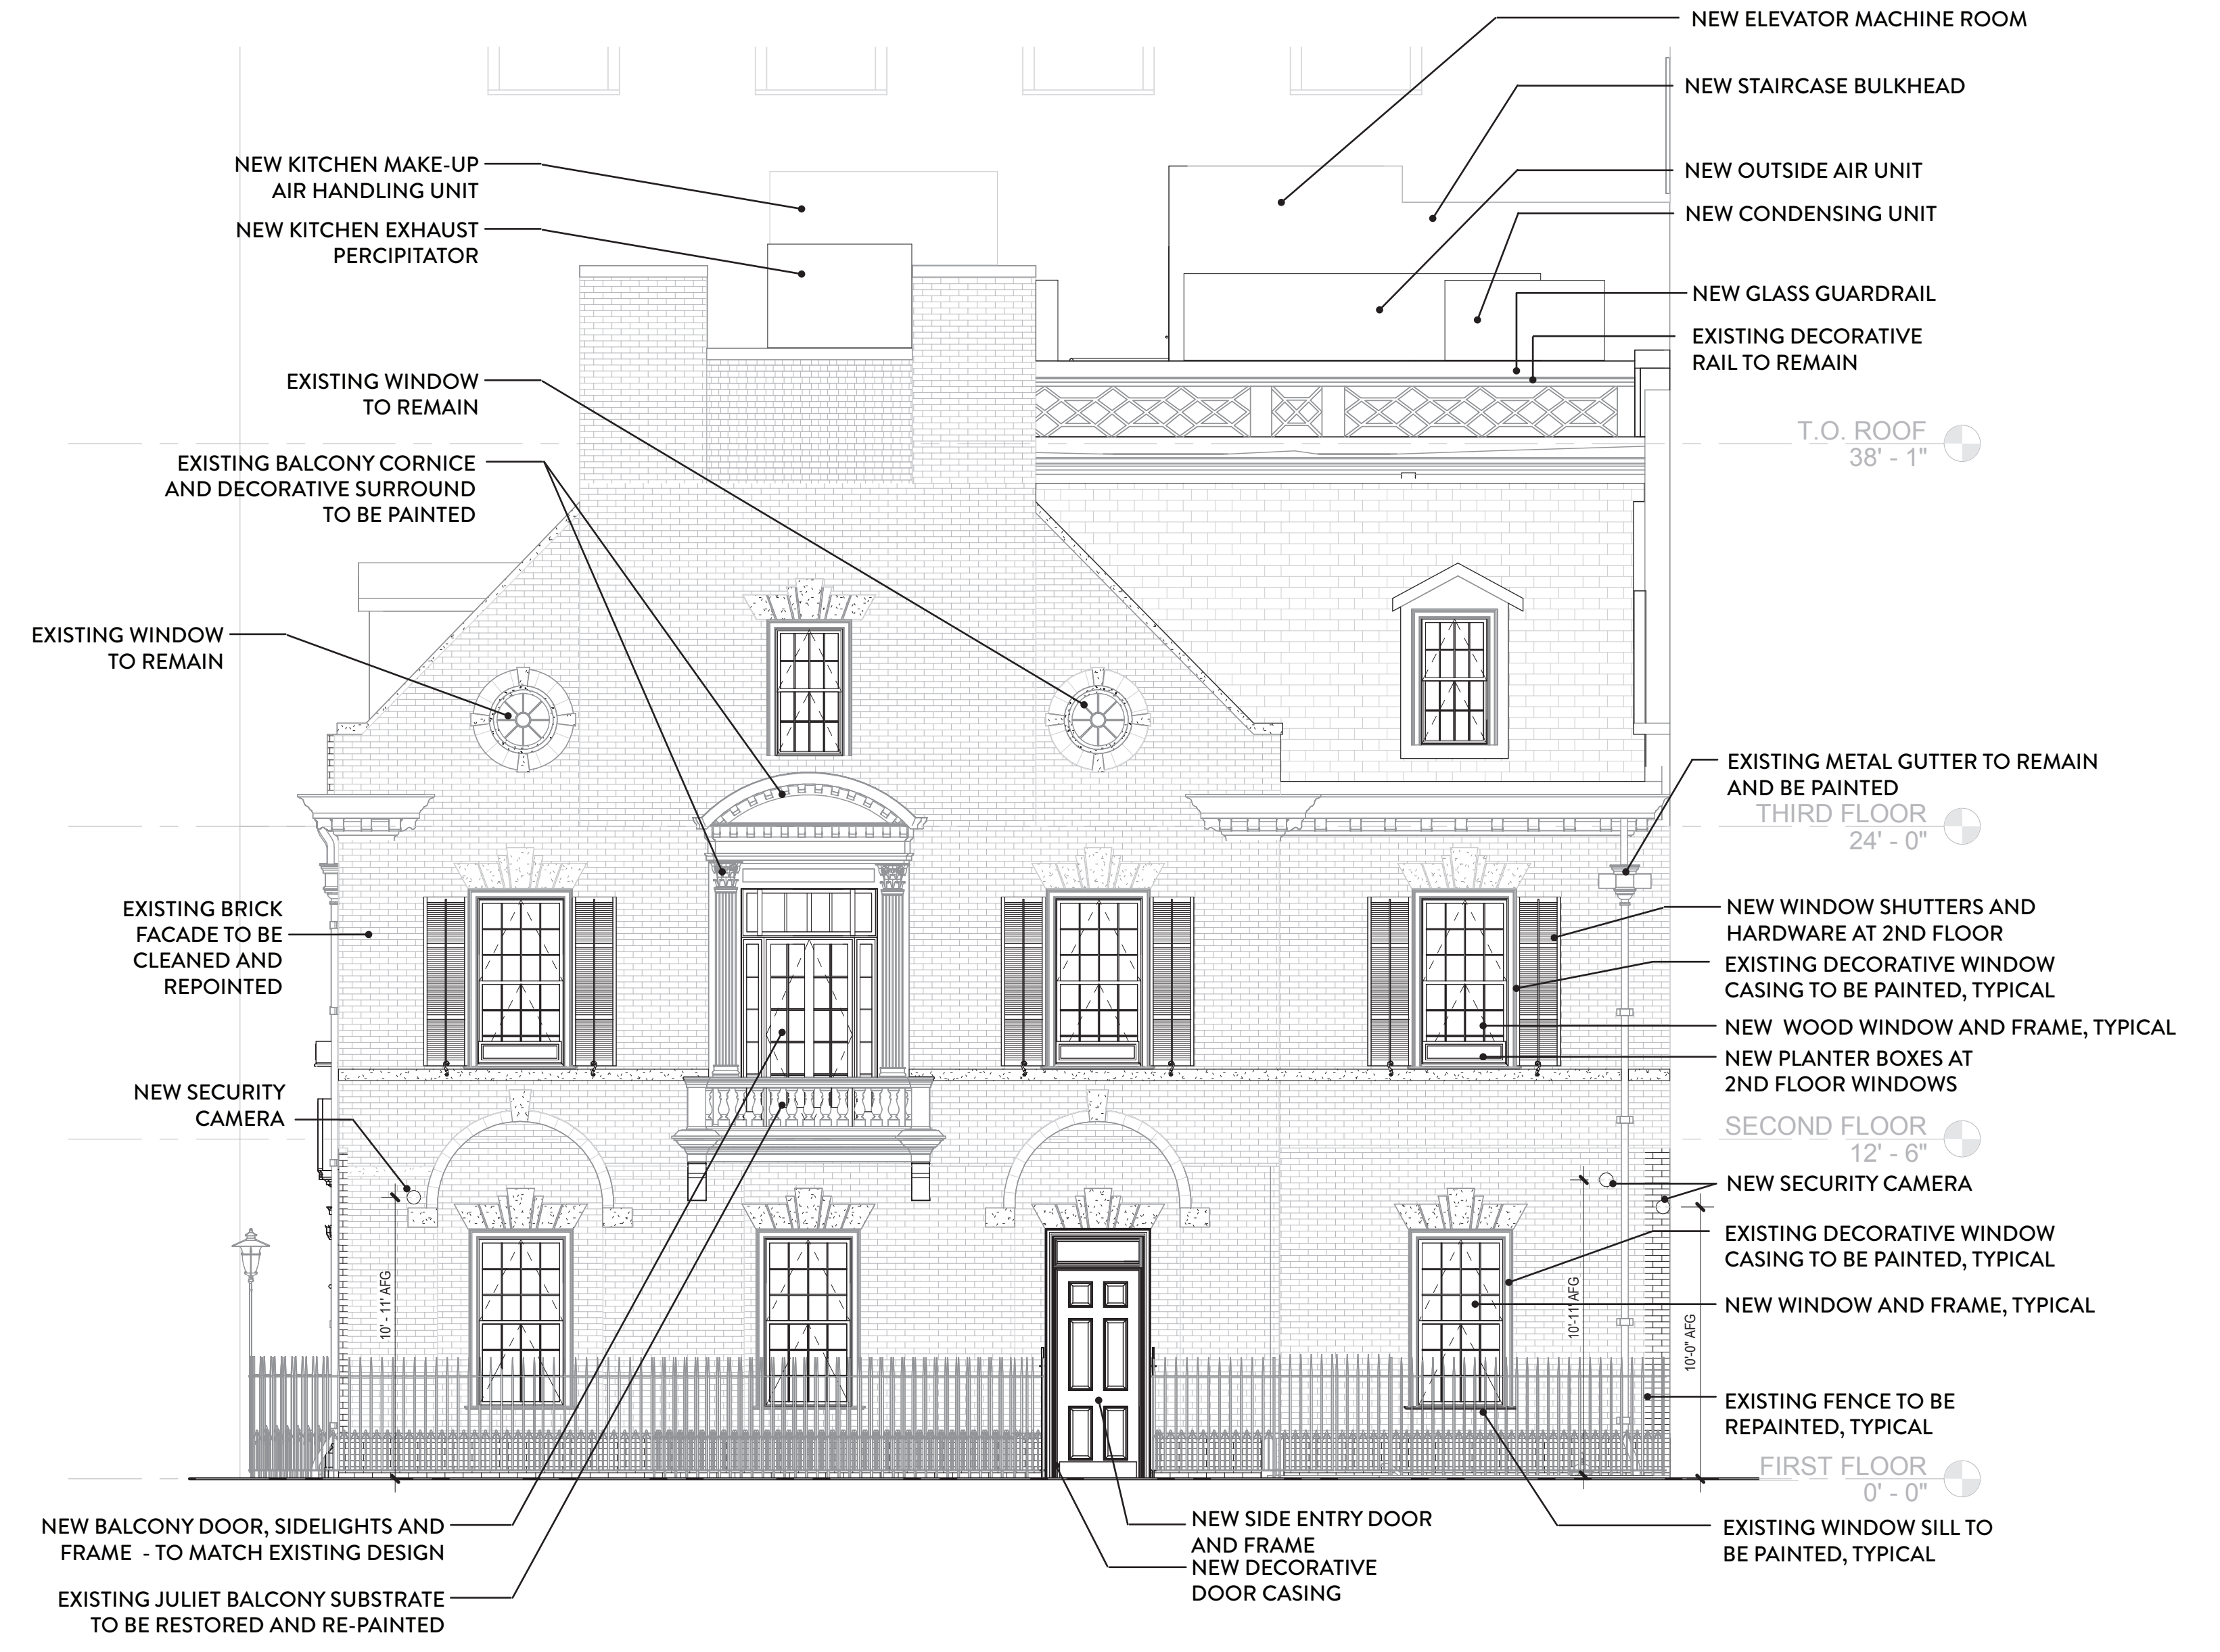 NEW ELEVATOR MACHINE ROOM
NEW STAIRCASE BULKHEAD
NEW OUTSIDE AIR UNIT
NEW CONDENSING UNIT
NEW GLASS GUARDRAIL
EXISTING DECORATIVE
RAIL TO REMAIN
T.O. ROOF
38' - 1"
NEW KITCHEN MAKE-UP
AIR HANDLING UNIT
NEW KITCHEN EXHAUST
PERCIPITATOR
EXISTING WINDOW
TO REMAIN
EXISTING BALCONY CORNICE
AND DECORATIVE SURROUND
TO BE PAINTED
EXISTING WINDOW
TO REMAIN
EXISTING BRICK
FACADE TO BE
CLEANED AND
REPOINTED
NEW SECURITY
CAMERA
EXISTING METAL GUTTER TO REMAIN
AND BE PAINTED
THIRD FLOOR
24' - 0"
NEW WINDOW SHUTTERS AND
HARDWARE AT 2ND FLOOR
EXISTING DECORATIVE WINDOW
CASING TO BE PAINTED, TYPICAL
NEW  WOOD WINDOW AND FRAME, TYPICAL
NEW PLANTER BOXES AT
2ND FLOOR WINDOWS
SECOND FLOOR
12' - 6"
NEW SECURITY CAMERA
EXISTING DECORATIVE WINDOW
CASING TO BE PAINTED, TYPICAL
NEW WINDOW AND FRAME, TYPICAL
10' - 11' AFG
10'-11' AFG
10'-0" AFG
EXISTING FENCE TO BE
REPAINTED, TYPICAL
FIRST FLOOR
0' - 0"
EXISTING WINDOW SILL TO
BE PAINTED, TYPICAL
NEW SIDE ENTRY DOOR
AND FRAME
NEW DECORATIVE
DOOR CASING
NEW BALCONY DOOR, SIDELIGHTS AND
FRAME  - TO MATCH EXISTING DESIGN
EXISTING JULIET BALCONY SUBSTRATE
TO BE RESTORED AND RE-PAINTED